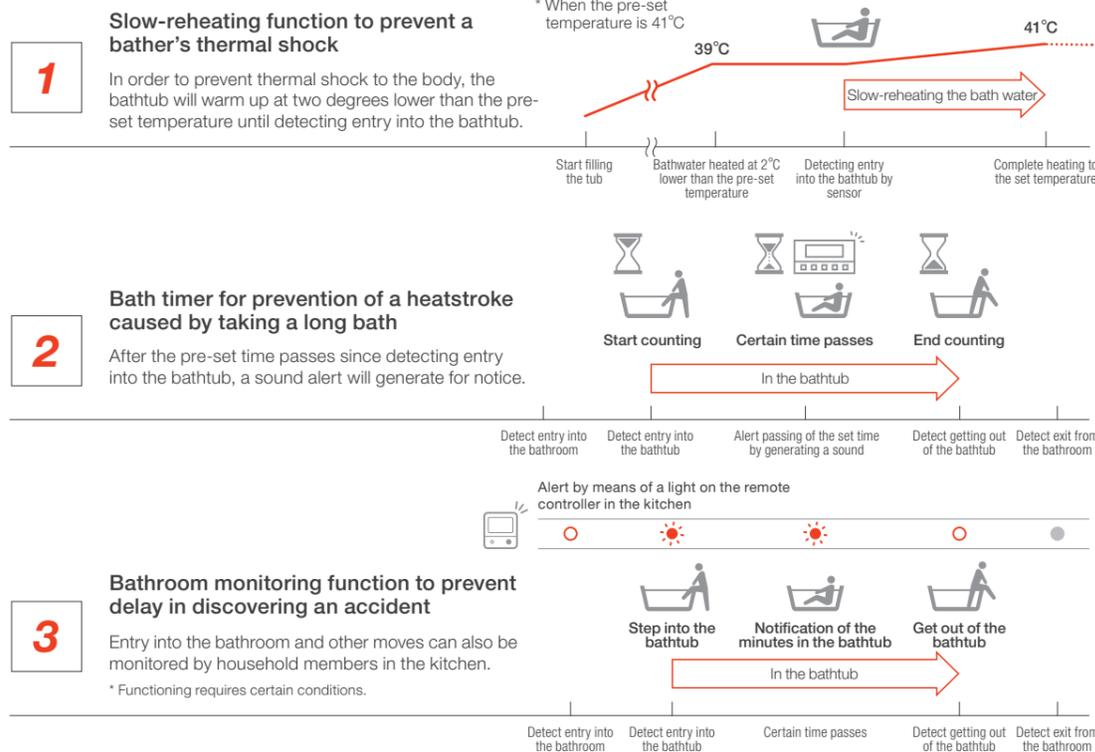 * When the pre-set
temperature is 41°C
Slow-reheating function to prevent a
bather's thermal shock
1
In order to prevent thermal shock to the body, the
bathtub will warm up at two degrees lower than the pre-
set temperature until detecting entry into the bathtub.
39°C
41°C
Slow-reheating the bath water
Start filling
the tub
Bathwater heated at 2°C
lower than the pre-set
temperature
Detecting entry
into the bathtub by
sensor
Complete heating to
the set temperature
Bath timer for prevention of a heatstroke
caused by taking a long bath
2
After the pre-set time passes since detecting entry
into the bathtub, a sound alert will generate for notice.
Start counting
Certain time passes
End counting
In the bathtub
Detect entry into
the bathroom
Detect entry into
the bathtub
Alert passing of the set time
by generating a sound
Detect getting out
of the bathtub
Detect exit from
the bathroom
Alert by means of a light on the remote
controller in the kitchen
Bathroom monitoring function to prevent
delay in discovering an accident
3
Entry into the bathroom and other moves can also be
monitored by household members in the kitchen.
* Functioning requires certain conditions.
Step into the
bathtub
Notification of the
minutes in the bathtub
Get out of the
bathtub
In the bathtub
Detect entry into
the bathroom
Detect entry into
the bathtub
Certain time passes
Detect getting out
of the bathtub
Detect exit from
the bathroom